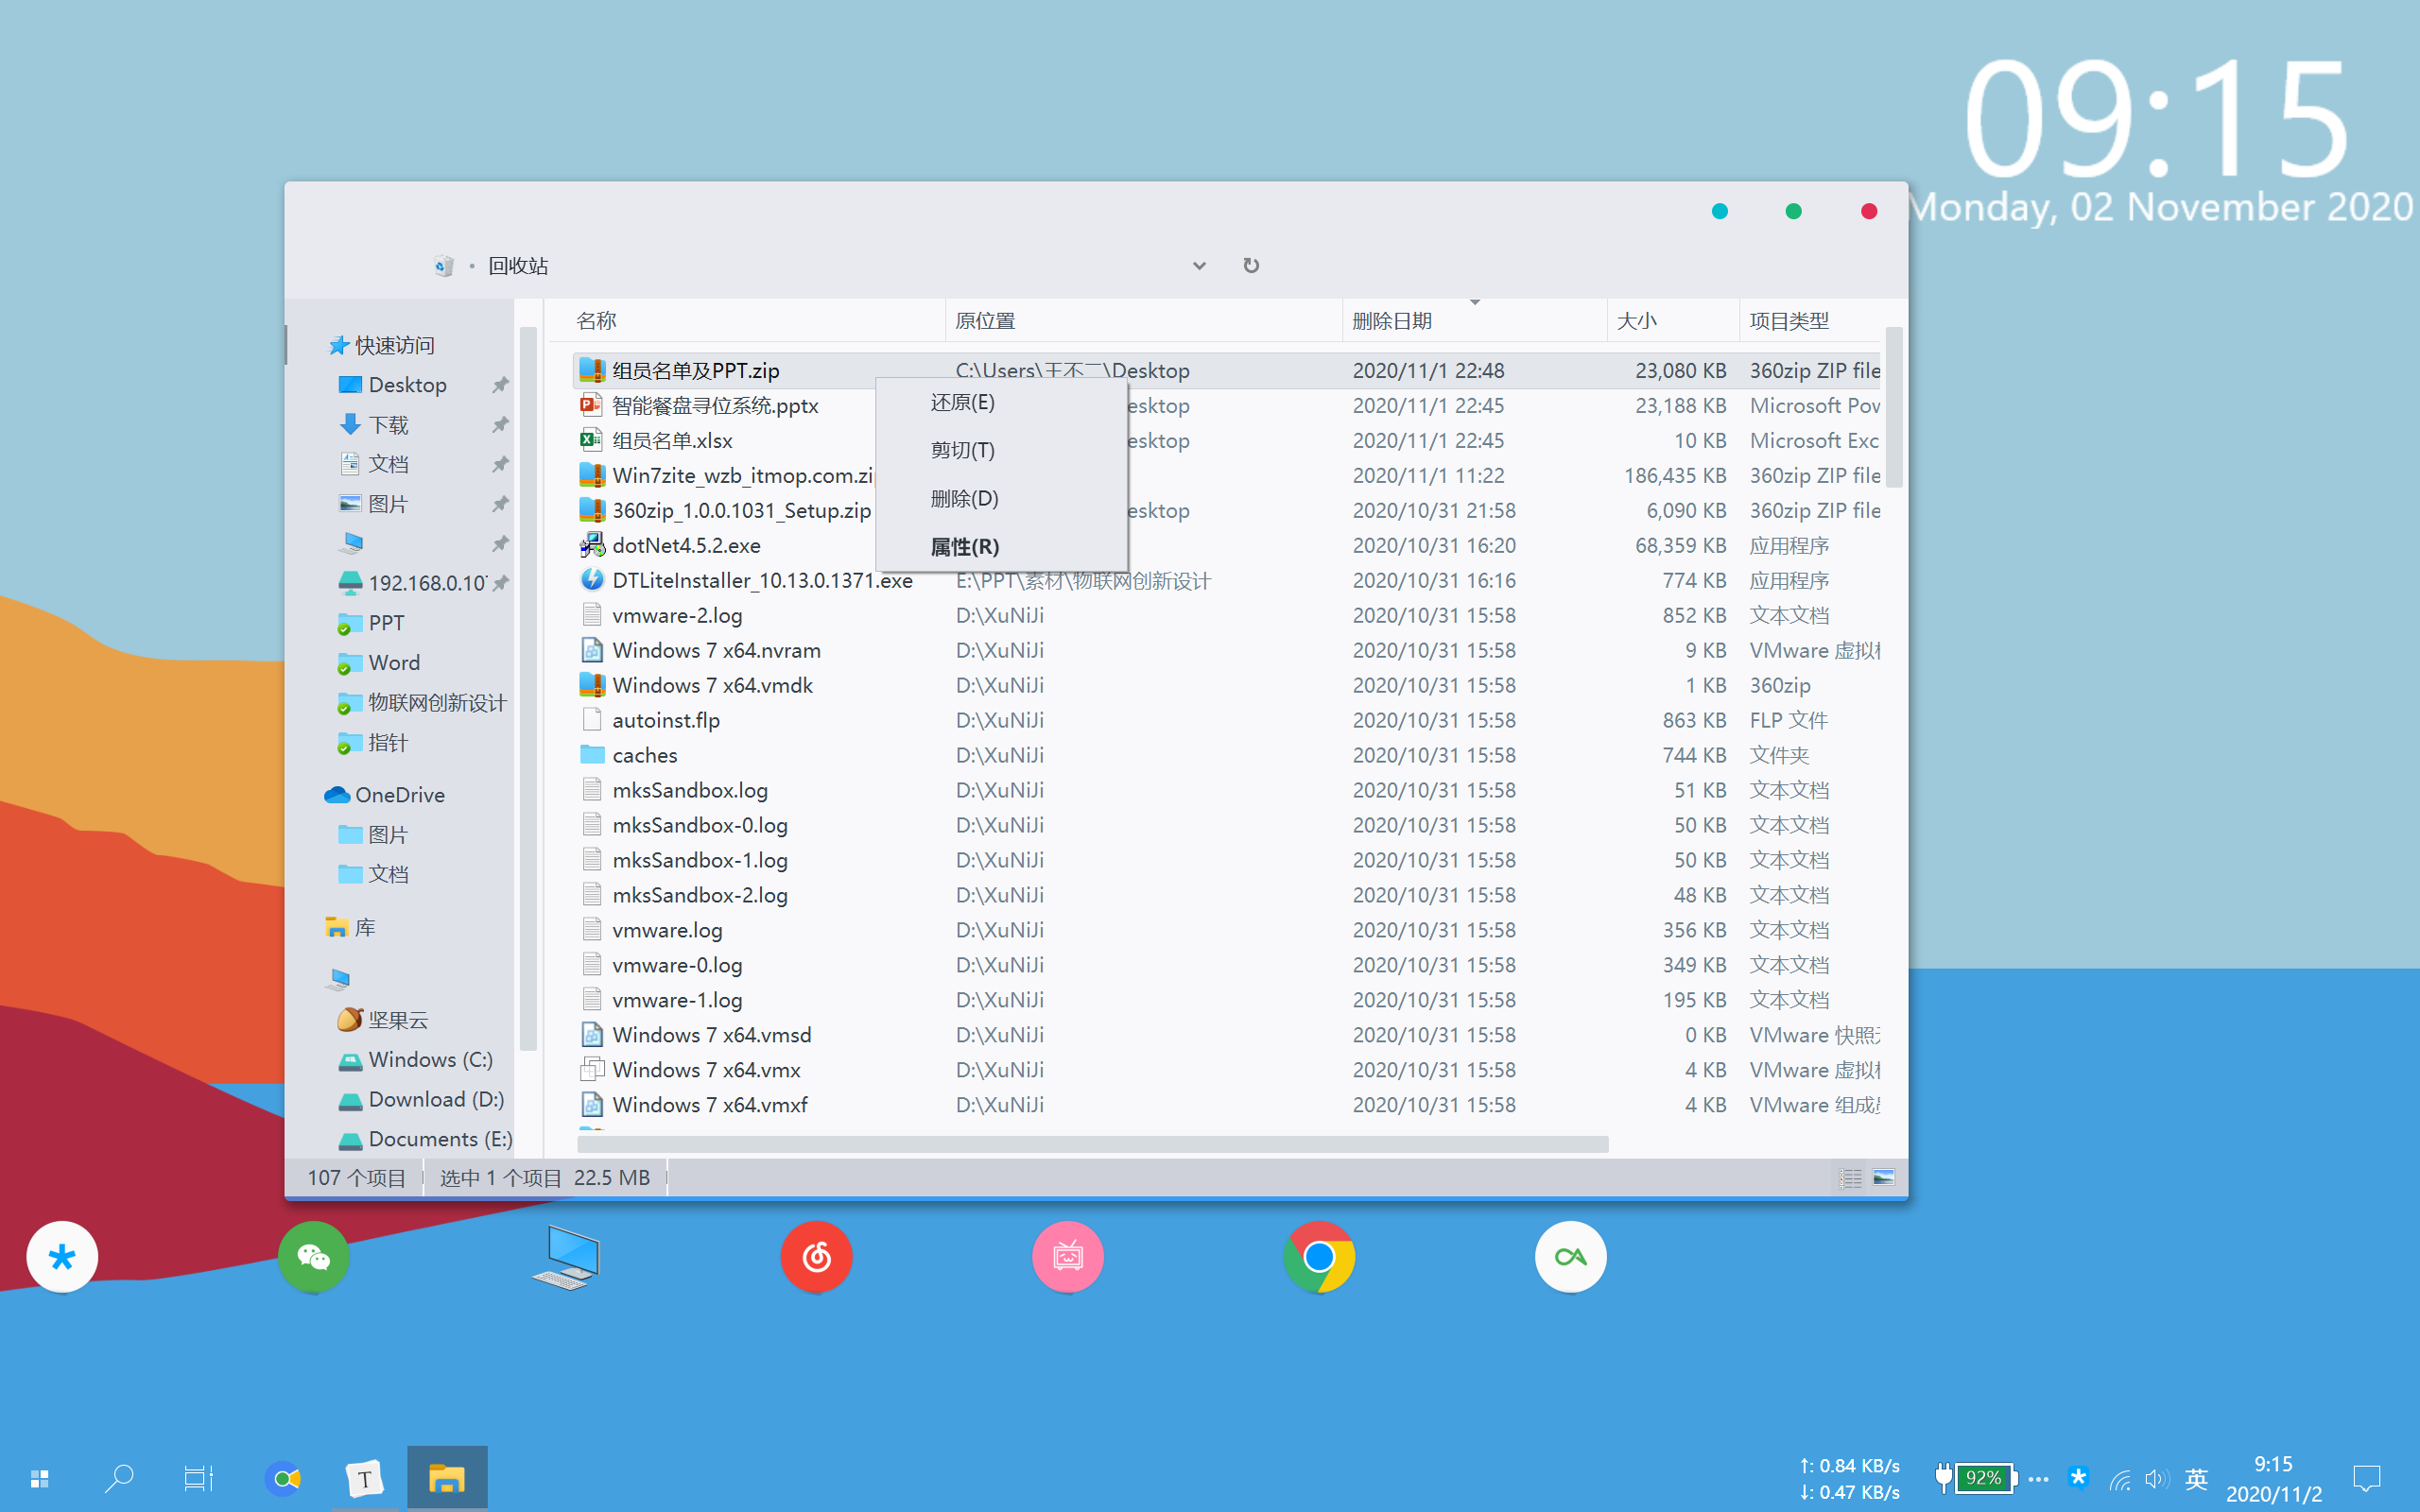 09:15
Monday, 02 November 2020
回收站
名称 原位置 删除日期 大小 项目类型
快速访问
Desktop
下载
文档
图片
192.168.0.10
PPT
Word
物联网创新设计
指针
OneDrive
图片
文档
库
坚果云
Windows (C:)
Download (D:)
Documents (E:)
组员名单及PPT.zip C:\Users\王不二\Desktop 2020/11/1 22:48 23,080 KB 360zip ZIP file
智能餐盘寻位系统.pptx esktop 2020/11/1 22:45 23,188 KB Microsoft Pow
组员名单.xlsx esktop 2020/11/1 22:45 10 KB Microsoft Exc
Win7zite_wzb_itmop.com.zip 2020/11/1 11:22 186,435 KB 360zip ZIP file
360zip_1.0.0.1031_Setup.zip esktop 2020/10/31 21:58 6,090 KB 360zip ZIP file
dotNet4.5.2.exe 2020/10/31 16:20 68,359 KB 应用程序
DTLiteInstaller_10.13.0.1371.exe E:\PPT\素材\物联网创新设计 2020/10/31 16:16 774 KB 应用程序
vmware-2.log D:\XuNiJi 2020/10/31 15:58 852 KB 文本文档
Windows 7 x64.nvram D:\XuNiJi 2020/10/31 15:58 9 KB VMware 虚拟机
Windows 7 x64.vmdk D:\XuNiJi 2020/10/31 15:58 1 KB 360zip
autoinst.flp D:\XuNiJi 2020/10/31 15:58 863 KB FLP 文件
caches D:\XuNiJi 2020/10/31 15:58 744 KB 文件夹
mksSandbox.log D:\XuNiJi 2020/10/31 15:58 51 KB 文本文档
mksSandbox-0.log D:\XuNiJi 2020/10/31 15:58 50 KB 文本文档
mksSandbox-1.log D:\XuNiJi 2020/10/31 15:58 50 KB 文本文档
mksSandbox-2.log D:\XuNiJi 2020/10/31 15:58 48 KB 文本文档
vmware.log D:\XuNiJi 2020/10/31 15:58 356 KB 文本文档
vmware-0.log D:\XuNiJi 2020/10/31 15:58 349 KB 文本文档
vmware-1.log D:\XuNiJi 2020/10/31 15:58 195 KB 文本文档
Windows 7 x64.vmsd D:\XuNiJi 2020/10/31 15:58 0 KB VMware 快照
Windows 7 x64.vmx D:\XuNiJi 2020/10/31 15:58 4 KB VMware 虚拟机
Windows 7 x64.vmxf D:\XuNiJi 2020/10/31 15:58 4 KB VMware 组成员
还原(E)
剪切(T)
删除(D)
属性(R)
107 个项目 选中 1 个项目 22.5 MB
T
↑: 0.84 KB/s
↓: 0.47 KB/s
92%
英
9:15
2020/11/2